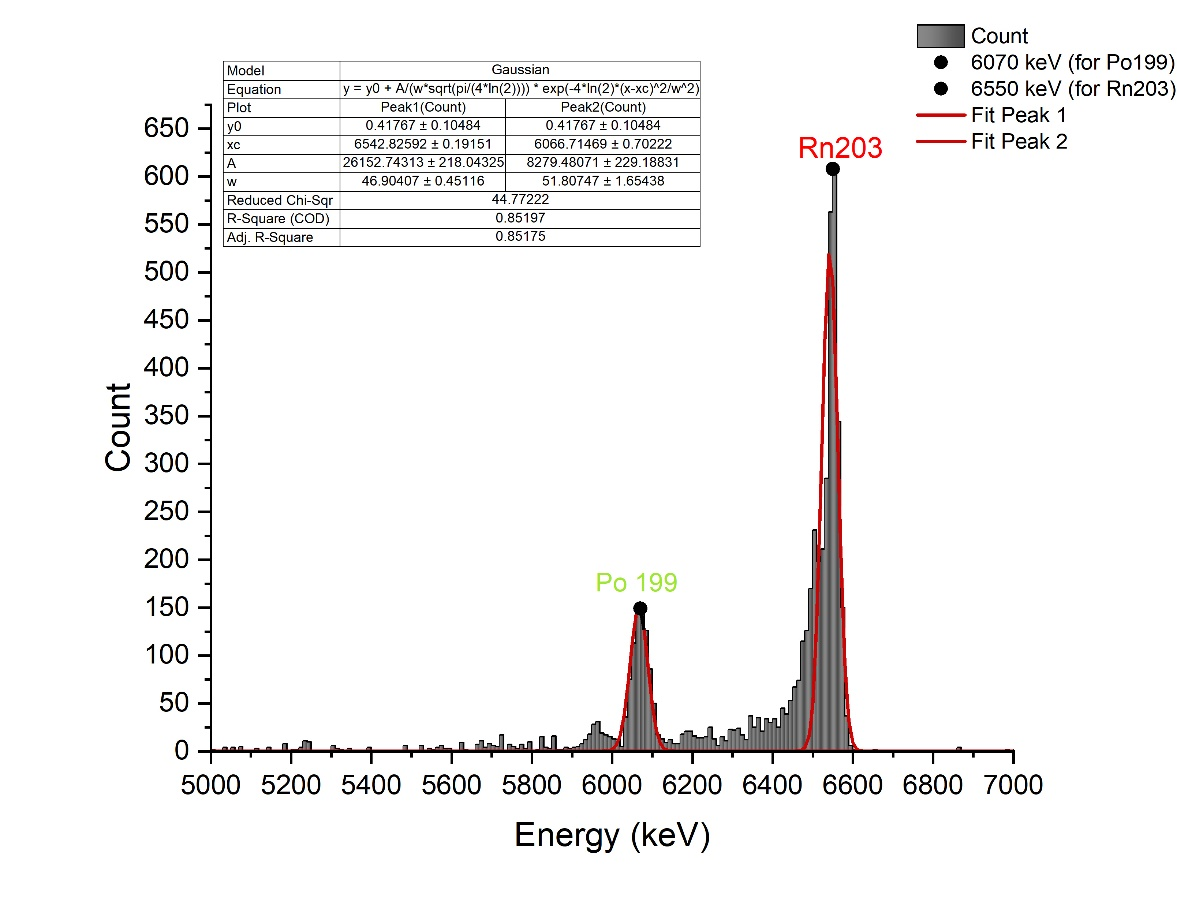 Count
6070 keV (for Po199)
6550 keV (for Rn203)
Fit Peak 1
Fit Peak 2
Model Gaussian
Equation y = y0 + A/(w*sqrt(pi/(4*ln(2)))) * exp(-4*ln(2)*(x-xc)^2/w^2)
Plot Peak1(Count) Peak2(Count)
y0 0.41767 ± 0.10484 0.41767 ± 0.10484
xc 6542.82592 ± 0.19151 6066.71469 ± 0.70222
A 26152.74313 ± 218.04325 8279.48071 ± 229.18831
w 46.90407 ± 0.45116 51.80747 ± 1.65438
Reduced Chi-Sqr 44.77222
R-Square (COD) 0.85197
Adj. R-Square 0.85175
Rn203
Po 199
650
600
550
500
450
400
350
300
250
200
150
100
50
0
Count
5000 5200 5400 5600 5800 6000 6200 6400 6600 6800 7000
Energy (keV)